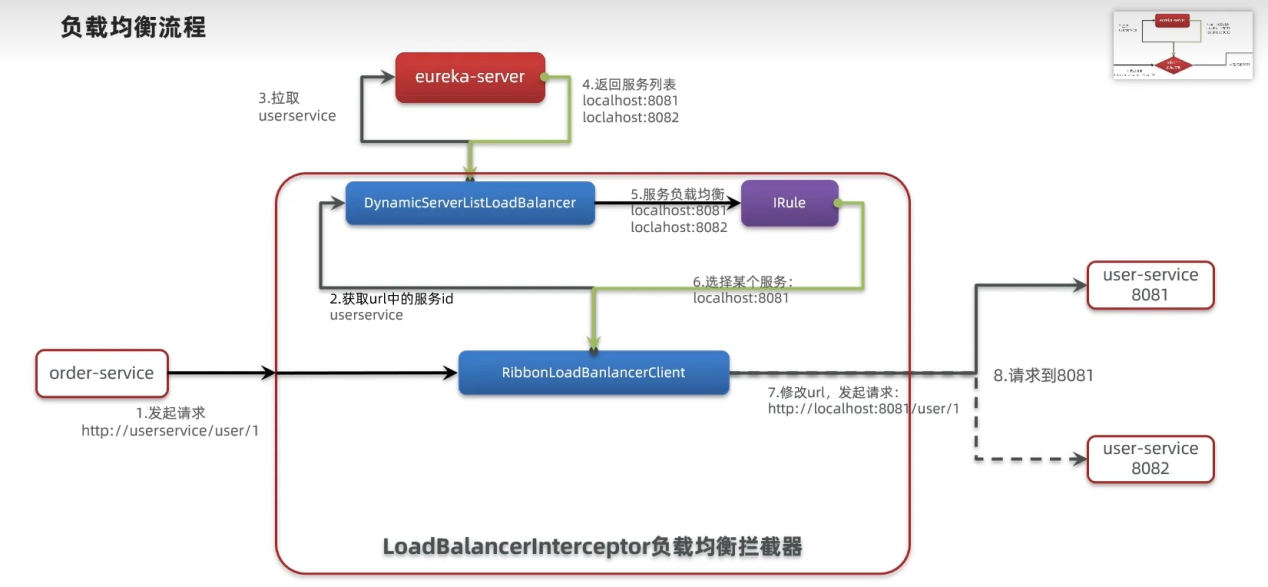 负载均衡流程
eureka-server
3.拉取
userservice
4.返回服务列表
localhost:8081
loclahost:8082
DynamicServerListLoadBalancer
5.服务负载均衡
localhost:8081
loclahost:8082
IRule
2.获取url中的服务id
userservice
6.选择某个服务：
localhost:8081
user-service
8081
order-service
RibbonLoadBanlancerClient
1.发起请求
http://userservice/user/1
7.修改url，发起请求：
http://localhost:8081/user/1
8.请求到8081
user-service
8082
LoadBalancerInterceptor负载均衡拦截器